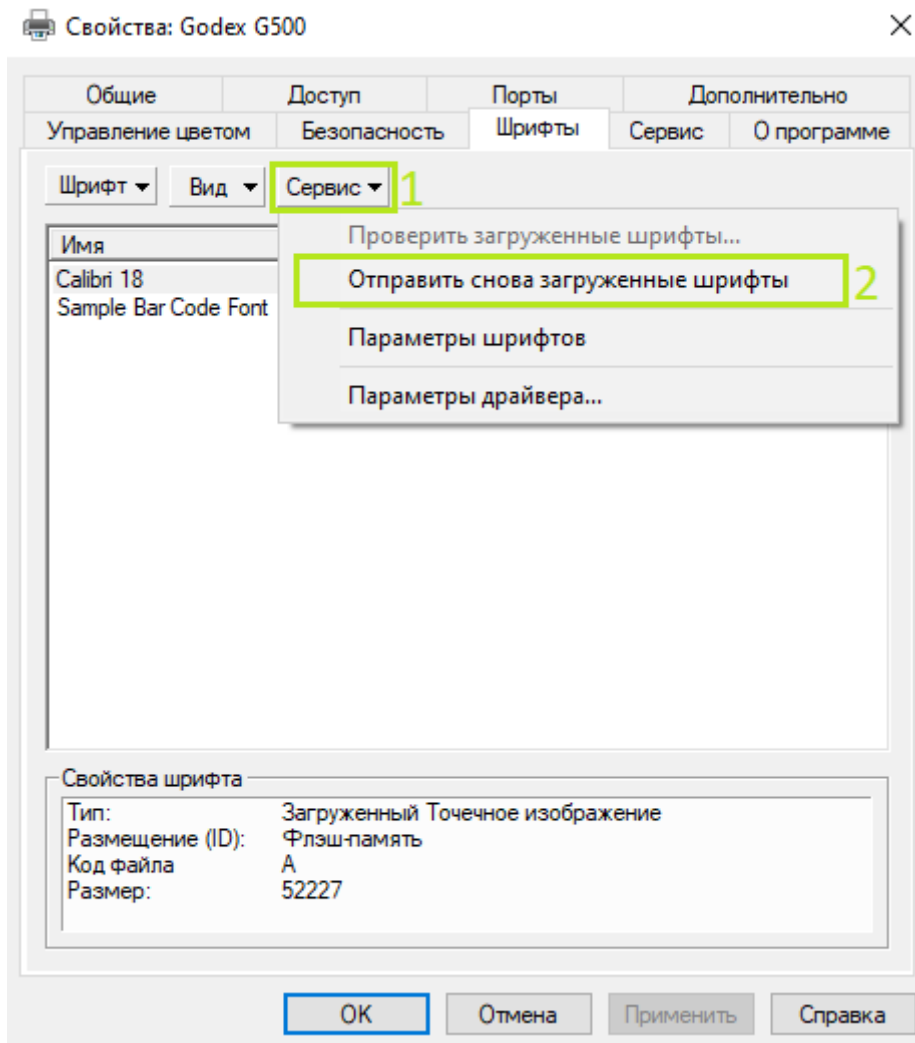 Свойства: Godex G500
Общие Доступ Порты Дополнительно
Управление цветом Безопасность Шрифты Сервис О программе
Шрифт Вид Сервис 1
Имя
Проверить загруженные шрифты...
Calibri 18
Отправить снова загруженные шрифты 2
Sample Bar Code Font
Параметры шрифтов
Параметры драйвера...
Свойства шрифта
Тип: Загруженный Точечное изображение
Размещение (ID): Флэш-память
Код файла A
Размер: 52227
OK Отмена Применить Справка